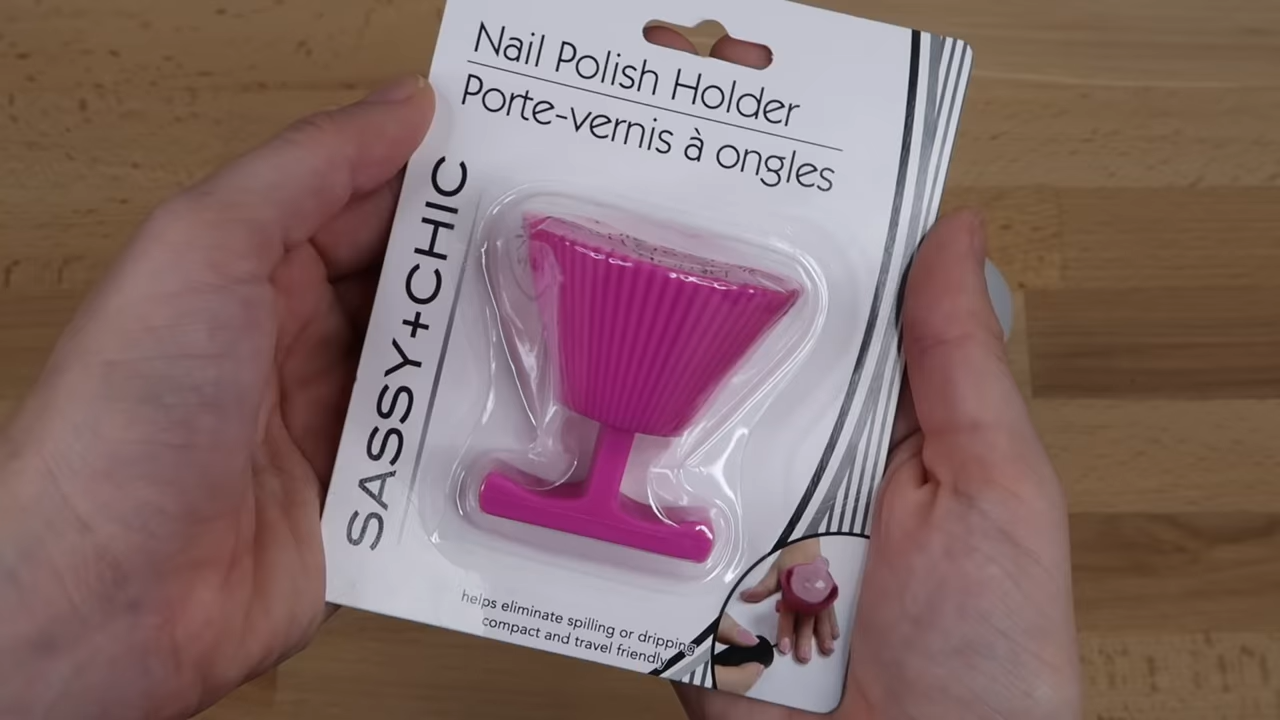 Nail Polish Holder
Porte-vernis à ongles
SASSY+CHIC
helps eliminate spilling or dripping
compact and travel friendly